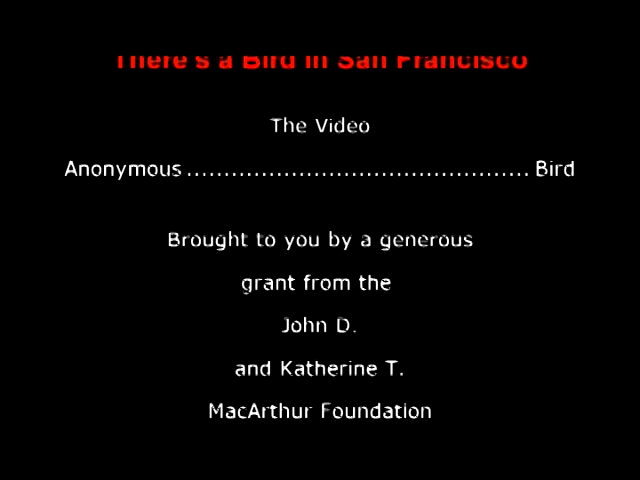 There's a Bird in San Francisco
The Video
Anonymous................................................Bird
Brought to you by a generous
grant from the
John D.
and Katherine T.
MacArthur Foundation